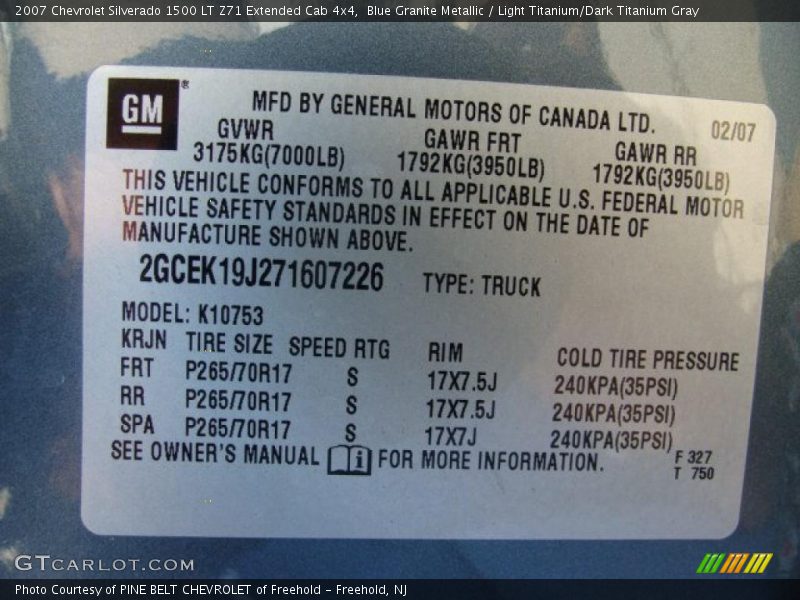 2007 Chevrolet Silverado 1500 LT Z71 Extended Cab 4x4,  Blue Granite Metallic / Light Titanium/Dark Titanium Gray
GM®
MFD BY GENERAL MOTORS OF CANADA LTD.
02/07
GVWR GAWR FRT GAWR RR
3175KG(7000LB) 1792KG(3950LB) 1792KG(3950LB)
THIS VEHICLE CONFORMS TO ALL APPLICABLE U.S. FEDERAL MOTOR
VEHICLE SAFETY STANDARDS IN EFFECT ON THE DATE OF
MANUFACTURE SHOWN ABOVE.
2GCEK19J271607226 TYPE: TRUCK
MODEL: K10753
KRJN TIRE SIZE SPEED RTG RIM COLD TIRE PRESSURE
FRT P265/70R17 S 17X7.5J 240KPA(35PSI)
RR P265/70R17 S 17X7.5J 240KPA(35PSI)
SPA P265/70R17 S 17X7J 240KPA(35PSI)
SEE OWNER'S MANUAL i FOR MORE INFORMATION.
F 327
T 750
GTCARLOT.COM
Photo Courtesy of PINE BELT CHEVROLET of Freehold - Freehold, NJ